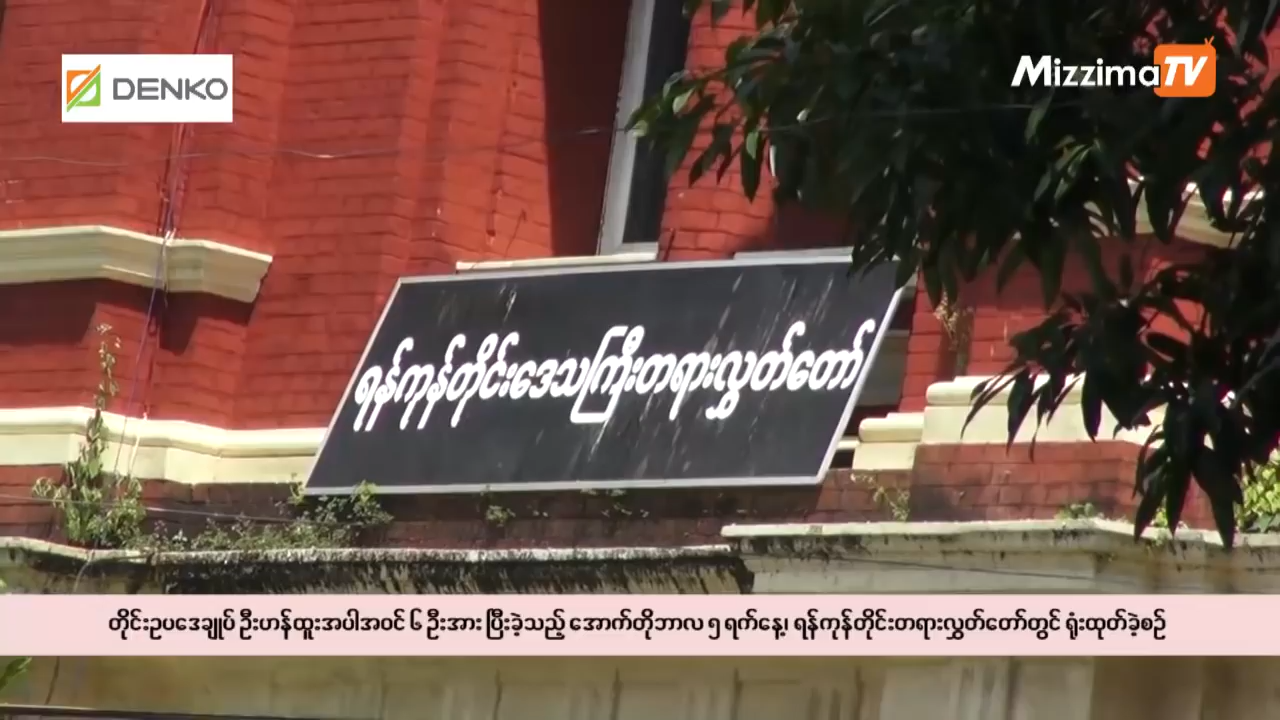 DENKO
Mizzima TV
ရန်ကုန်တိုင်းဒေသကြီးတရားလွှတ်တော်
တိုင်းဥပဒေချုပ် ဦးဟန်ထူးအပါအဝင် ၆ ဦးအား ပြီးခဲ့သည့် အောက်တိုဘာလ ၅ ရက်နေ့၊ ရန်ကုန်တိုင်းတရားလွှတ်တော်တွင် ရုံးထုတ်ခဲ့စဉ်